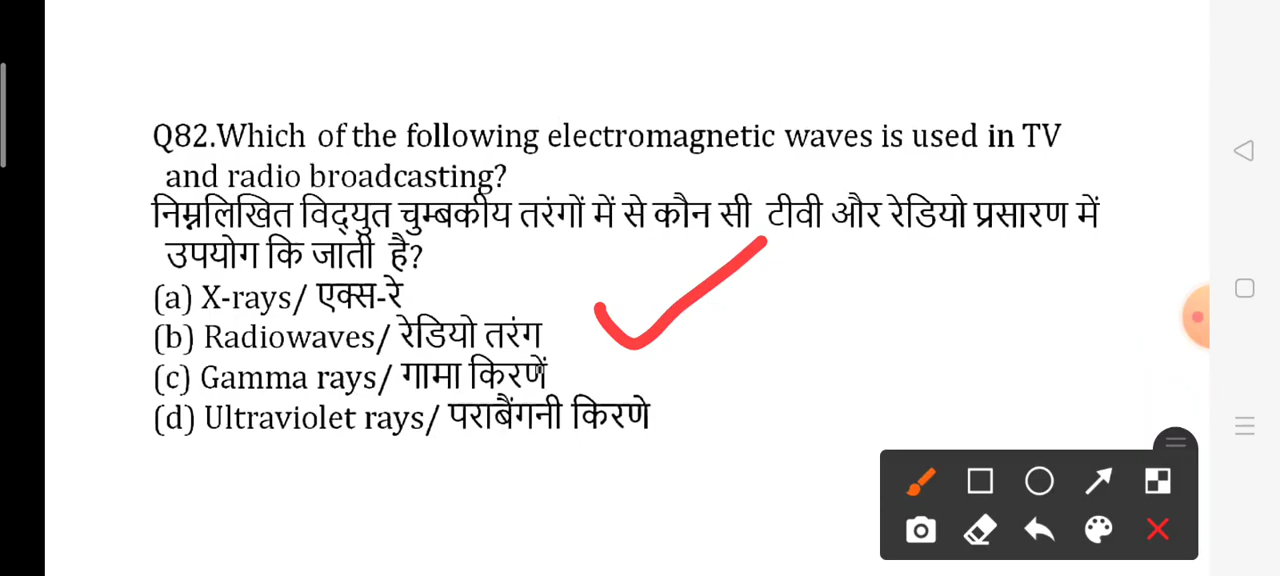 Q82.Which of the following electromagnetic waves is used in TV
and radio broadcasting?
निम्नलिखित विद्युत चुम्बकीय तरंगों में से कौन सी टीवी और रेडियो प्रसारण में
उपयोग कि जाती है?
(a) X-rays/ एक्स-रे
(b) Radiowaves/ रेडियो तरंग
(c) Gamma rays/ गामा किरणें
(d) Ultraviolet rays/ पराबैंगनी किरणे